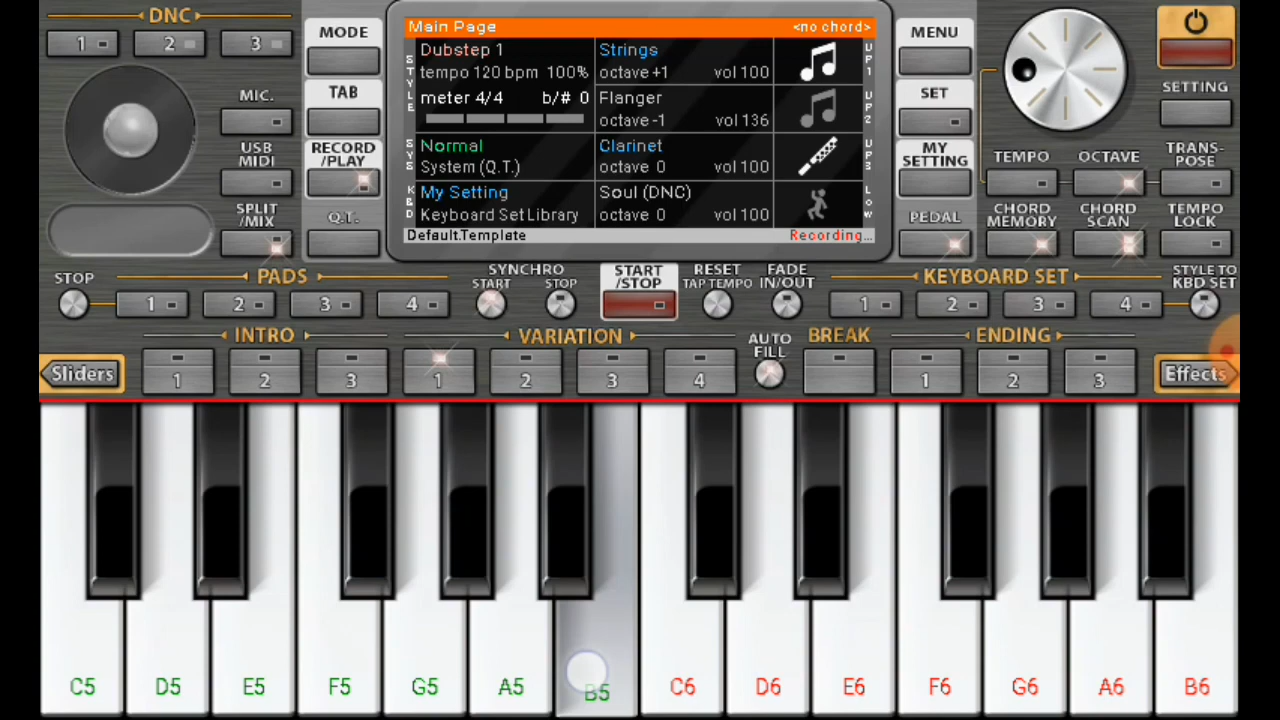 DNC
1
2
3
MIC.
USB
MIDI
SPLIT
/MIX
MODE
TAB
RECORD
/PLAY
Q.T.
Main Page
<no chord>
STYLE
Dubstep 1
tempo 120 bpm 100%
meter 4/4 b/# 0
SYS
Normal
System (Q.T.)
KBD
My Setting
Keyboard Set Library
Strings
octave +1 vol 100
UP1
Flanger
octave -1 vol 136
UP2
Clarinet
octave 0 vol 100
UP3
Soul (DNC)
octave 0 vol 100
LOW
Default.Template
Recording...
MENU
SET
MY
SETTING
PEDAL
SETTING
TEMPO
OCTAVE
TRANS-
POSE
CHORD
MEMORY
CHORD
SCAN
TEMPO
LOCK
STOP
PADS
1
2
3
4
SYNCHRO
START
STOP
START
/STOP
RESET
TAP TEMPO
FADE
IN/OUT
KEYBOARD SET
1
2
3
4
STYLE TO
KBD SET
Sliders
INTRO
1
2
3
VARIATION
1
2
3
4
AUTO
FILL
BREAK
ENDING
1
2
3
Effects
C5
D5
E5
F5
G5
A5
B5
C6
D6
E6
F6
G6
A6
B6